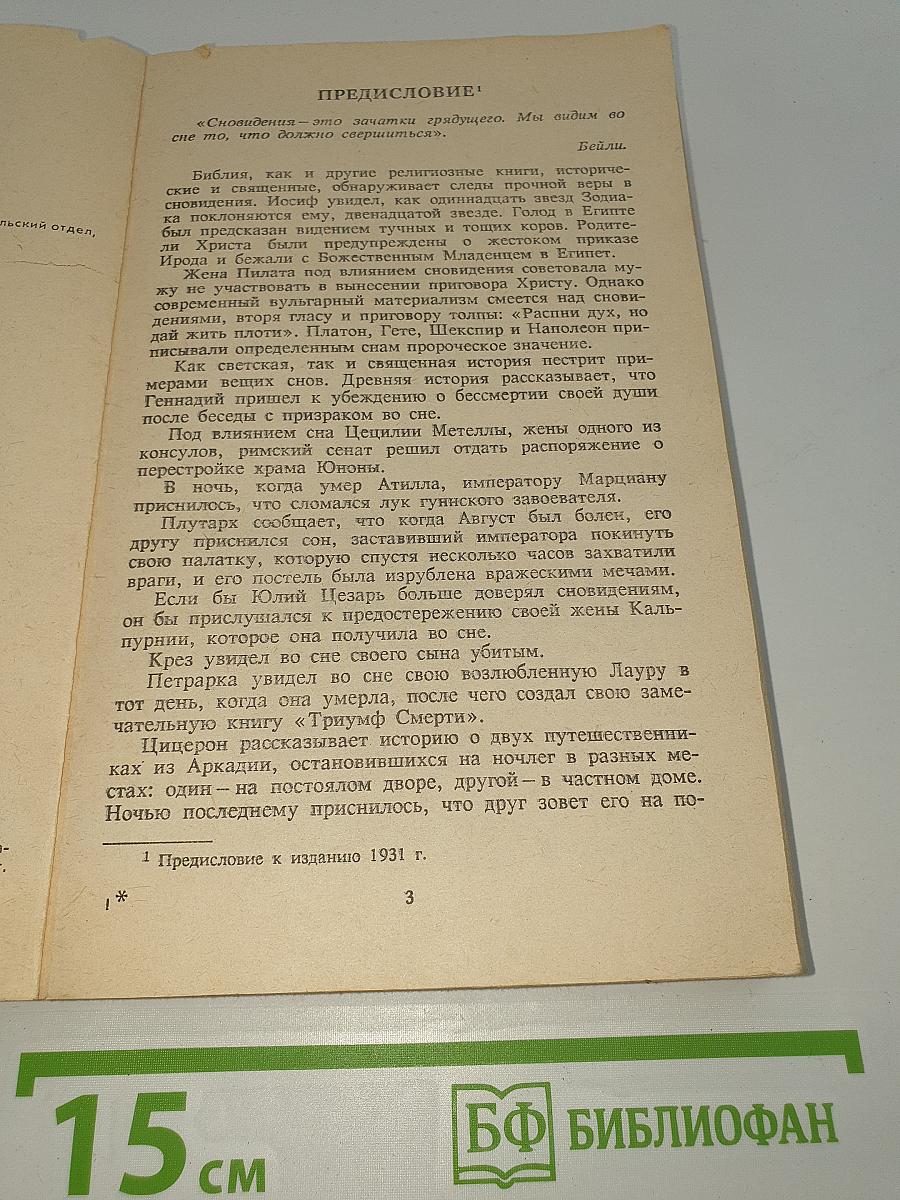 льский отдел,
ПРЕДИСЛОВИЕ¹
«Сновидения — это зачатки грядущего. Мы видим во
сне то, что должно свершиться».
Бейли.
Библия, как и другие религиозные книги, историче-
ские и священные, обнаруживает следы прочной веры в
сновидения. Иосиф увидел, как одиннадцать звезд Зодиа-
ка поклоняются ему, двенадцатой звезде. Голод в Египте
был предсказан видением тучных и тощих коров. Родите-
ли Христа были предупреждены о жестоком приказе
Ирода и бежали с Божественным Младенцем в Египет.
Жена Пилата под влиянием сновидения советовала му-
жу не участвовать в вынесении приговора Христу. Однако
современный вульгарный материализм смеется над снови-
дениями, вторя гласу и приговору толпы: «Распни дух, но
дай жить плоти». Платон, Гете, Шекспир и Наполеон при-
писывали определенным снам пророческое значение.
Как светская, так и священная история пестрит при-
мерами вещих снов. Древняя история рассказывает, что
Геннадий пришел к убеждению о бессмертии своей души
после беседы с призраком во сне.
Под влиянием сна Цецилии Метеллы, жены одного из
консулов, римский сенат решил отдать распоряжение о
перестройке храма Юноны.
В ночь, когда умер Атилла, императору Марциану
приснилось, что сломался лук гуннского завоевателя.
Плутарх сообщает, что когда Август был болен, его
другу приснился сон, заставивший императора покинуть
свою палатку, которую спустя несколько часов захватили
враги, и его постель была изрублена вражескими мечами.
Если бы Юлий Цезарь больше доверял сновидениям,
он бы прислушался к предостережению своей жены Каль-
пурнии, которое она получила во сне.
Крез увидел во сне своего сына убитым.
Петрарка увидел во сне свою возлюбленную Лауру в
тот день, когда она умерла, после чего создал свою заме-
чательную книгу «Триумф Смерти».
Цицерон рассказывает историю о двух путешественни-
ках из Аркадии, остановившихся на ночлег в разных ме-
стах: один — на постоялом дворе, другой — в частном доме.
Ночью последнему приснилось, что друг зовет его на по-
¹ Предисловие к изданию 1931 г.
1*
3
15 см
БФ БИБЛИОФАН